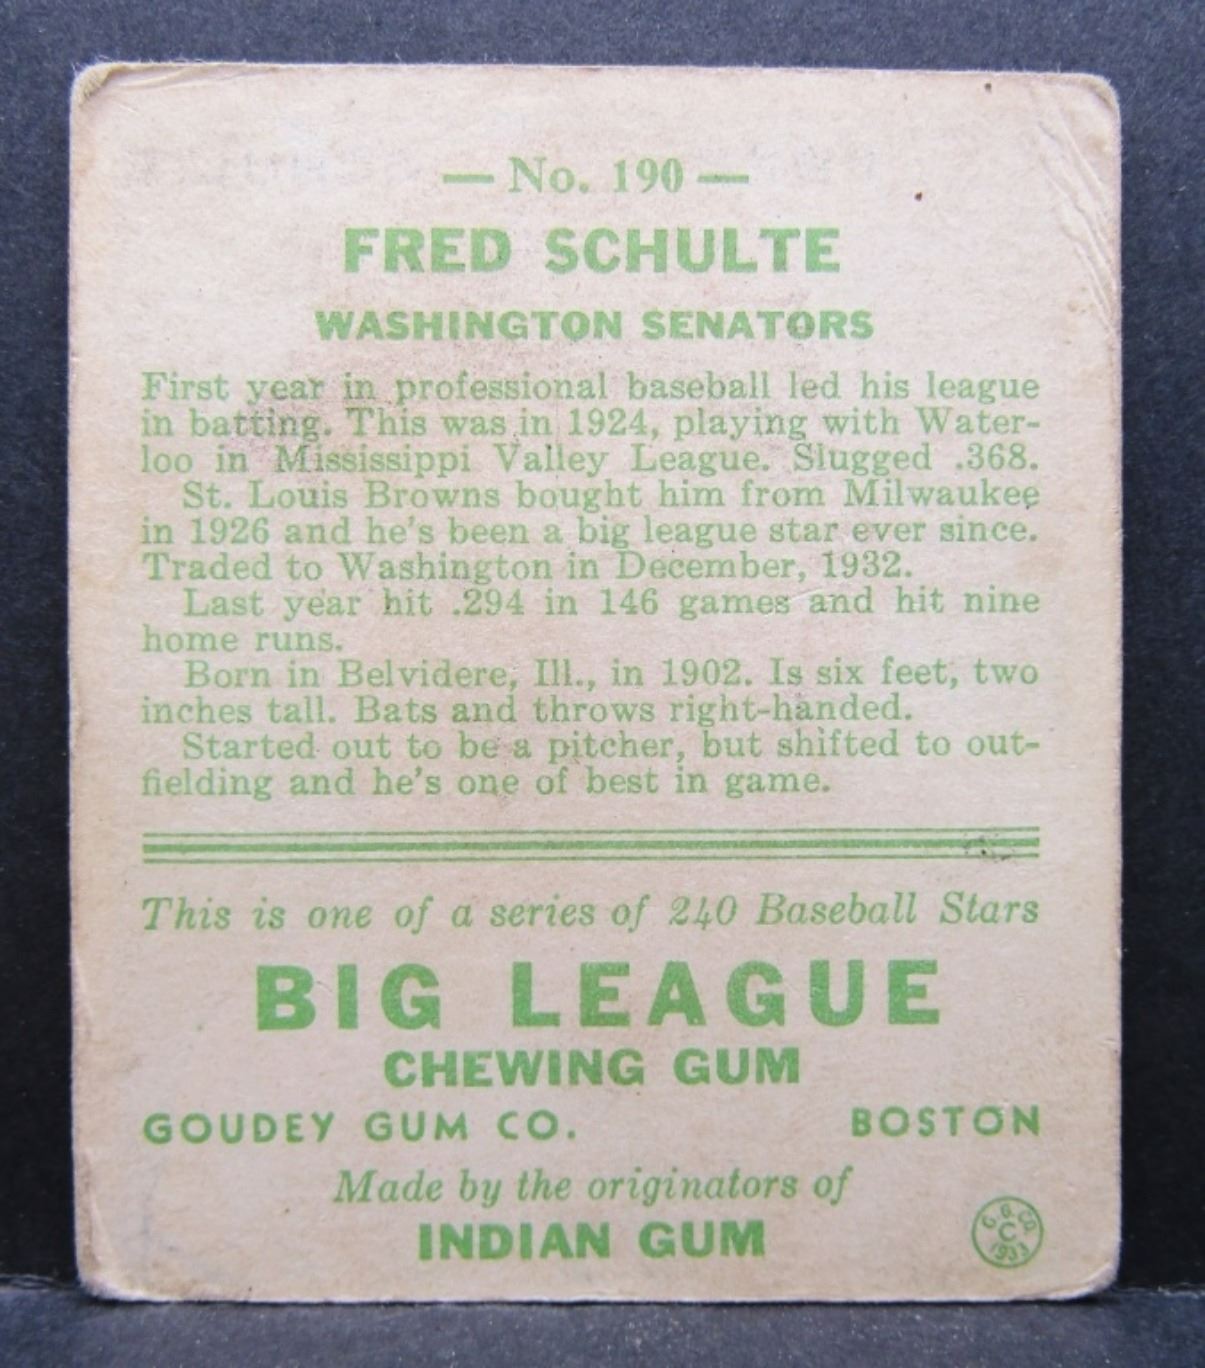 — No. 190 —
FRED SCHULTE
WASHINGTON SENATORS
First year in professional baseball led his league
in batting. This was in 1924, playing with Water-
loo in Mississippi Valley League. Slugged .368.
St. Louis Browns bought him from Milwaukee
in 1926 and he's been a big league star ever since.
Traded to Washington in December, 1932.
Last year hit .294 in 146 games and hit nine
home runs.
Born in Belvidere, Ill., in 1902. Is six feet, two
inches tall. Bats and throws right-handed.
Started out to be a pitcher, but shifted to out-
fielding and he's one of best in game.
This is one of a series of 240 Baseball Stars
BIG LEAGUE
CHEWING GUM
GOUDEY GUM CO. BOSTON
Made by the originators of
INDIAN GUM
G. G. CO.
C
1933